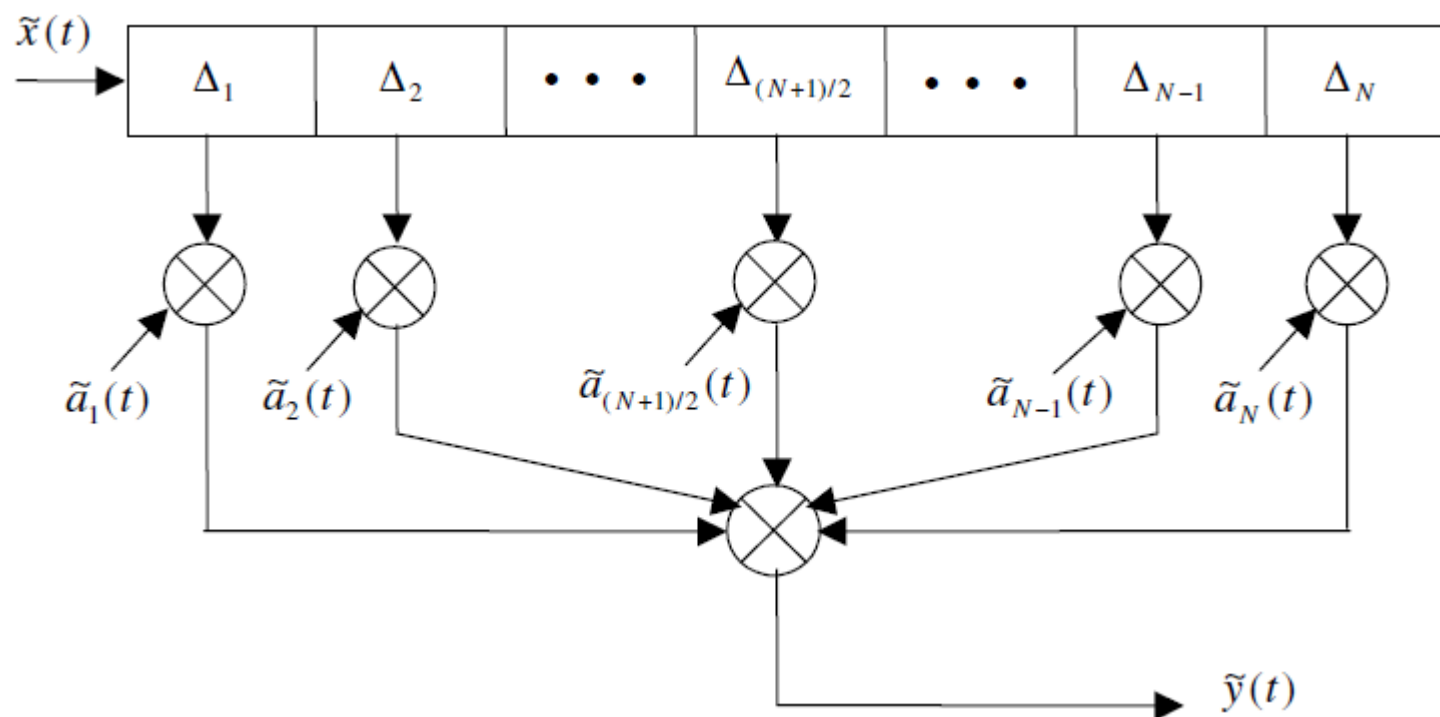 x̃(t)
Δ₁ Δ₂ • • • Δ₍N₊₁₎/₂ • • • ΔN₋₁ ΔN
ã₁(t) ã₂(t) ã₍N₊₁₎/₂(t) ãN₋₁(t) ãN(t)
ỹ(t)